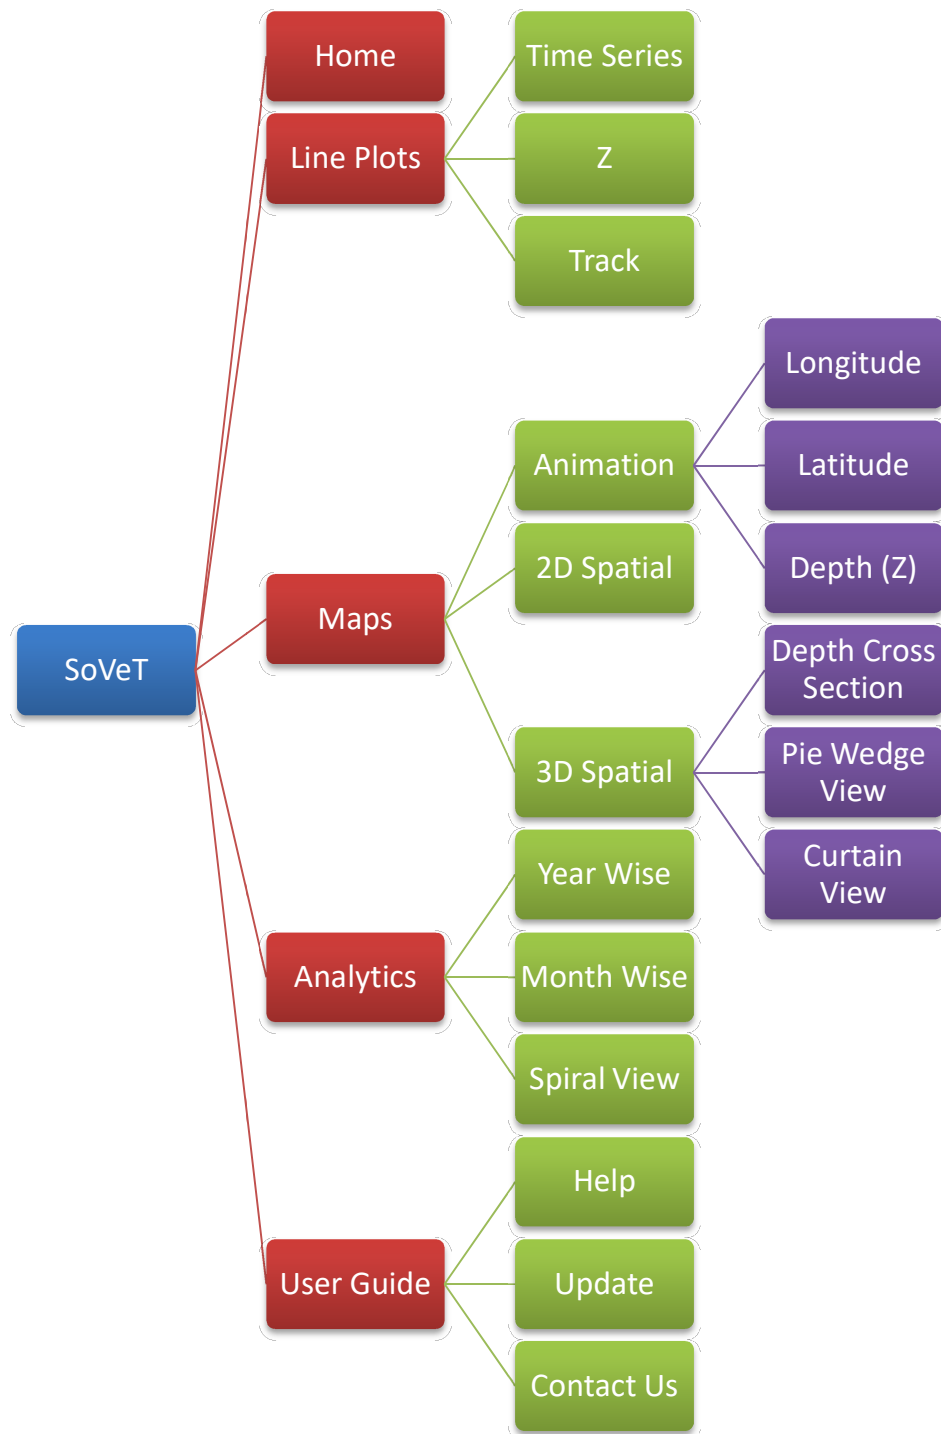 SoVeT
Home
Line Plots
Time Series
Z
Track
Maps
Animation
Longitude
Latitude
Depth (Z)
2D Spatial
3D Spatial
Depth Cross
Section
Pie Wedge
View
Curtain
View
Analytics
Year Wise
Month Wise
Spiral View
User Guide
Help
Update
Contact Us